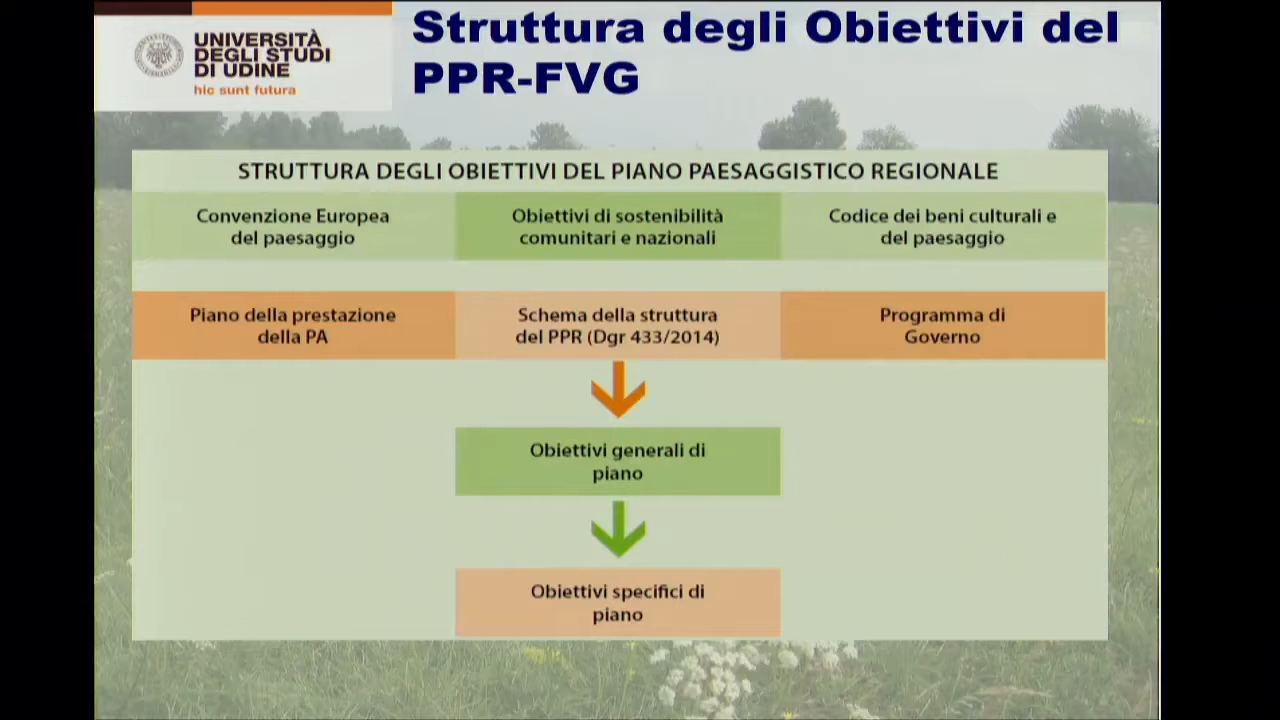 UNIVERSITÀ
DEGLI STUDI
DI UDINE
hic sunt futura
Struttura degli Obiettivi del
PPR-FVG
STRUTTURA DEGLI OBIETTIVI DEL PIANO PAESAGGISTICO REGIONALE
Convenzione Europea
del paesaggio
Obiettivi di sostenibilità
comunitari e nazionali
Codice dei beni culturali e
del paesaggio
Piano della prestazione
della PA
Schema della struttura
del PPR (Dgr 433/2014)
Programma di
Governo
Obiettivi generali di
piano
Obiettivi specifici di
piano